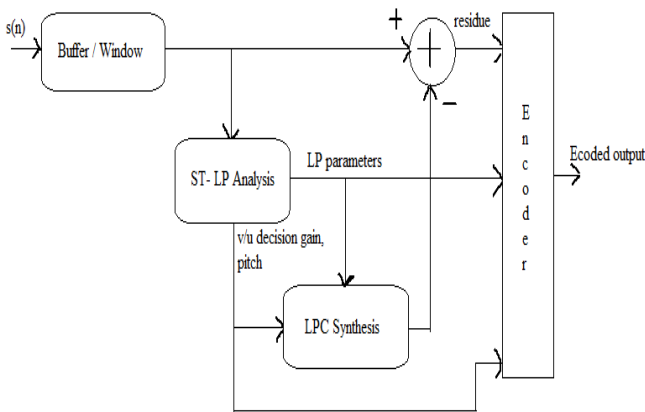 s(n)
Buffer / Window
+
+
residue
−
ST- LP Analysis
LP parameters
v/u decision gain,
pitch
LPC Synthesis
E
n
c
o
d
e
r
Ecoded output